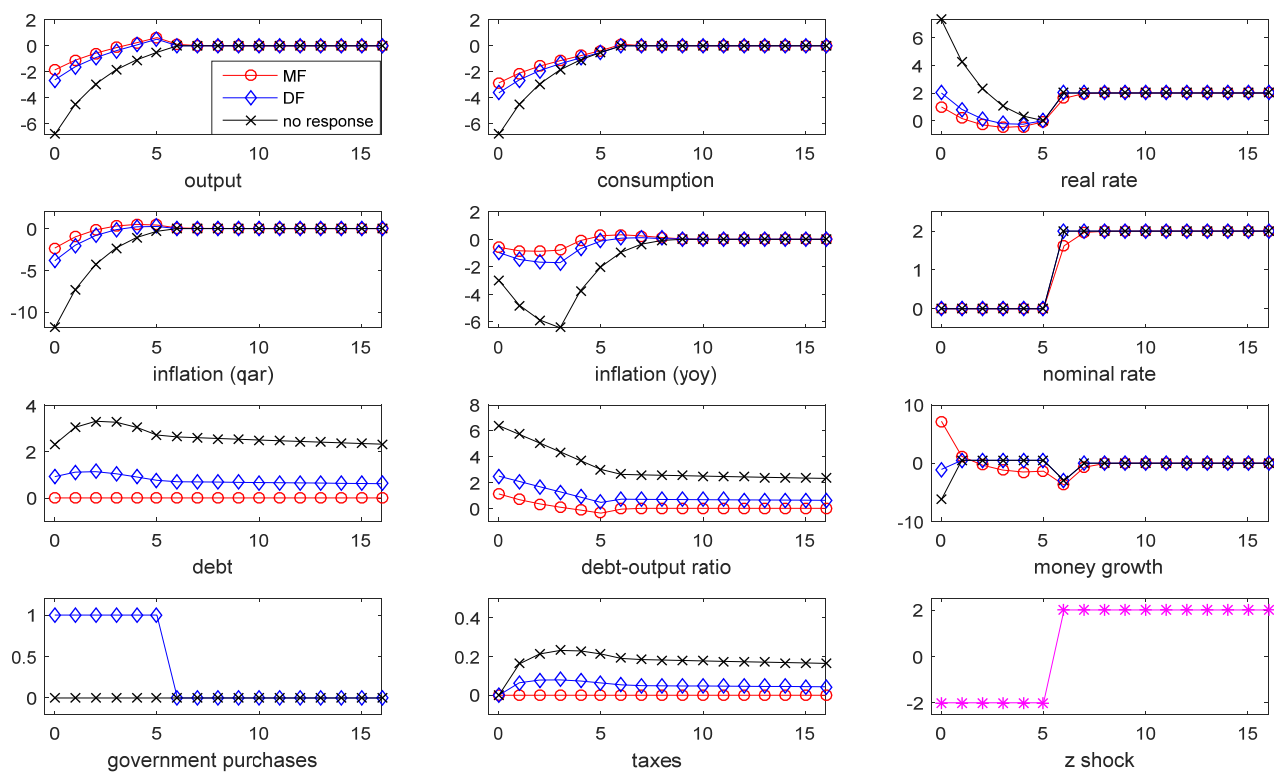 2
0
-2
-4
-6
MF
DF
no response
0 5 10 15
output
2
0
-2
-4
-6
0 5 10 15
consumption
6
4
2
0
0 5 10 15
real rate
0
-5
-10
0 5 10 15
inflation (qar)
2
0
-2
-4
-6
0 5 10 15
inflation (yoy)
2
1
1
0
0 5 10 15
nominal rate
4
2
0
0 5 10 15
debt
8
6
4
2
0
0 5 10 15
debt-output ratio
10
0
-10
0 5 10 15
money growth
1
0.5
0
0 5 10 15
government purchases
0.4
0.2
0
0 5 10 15
taxes
2
0
-2
0 5 10 15
z shock